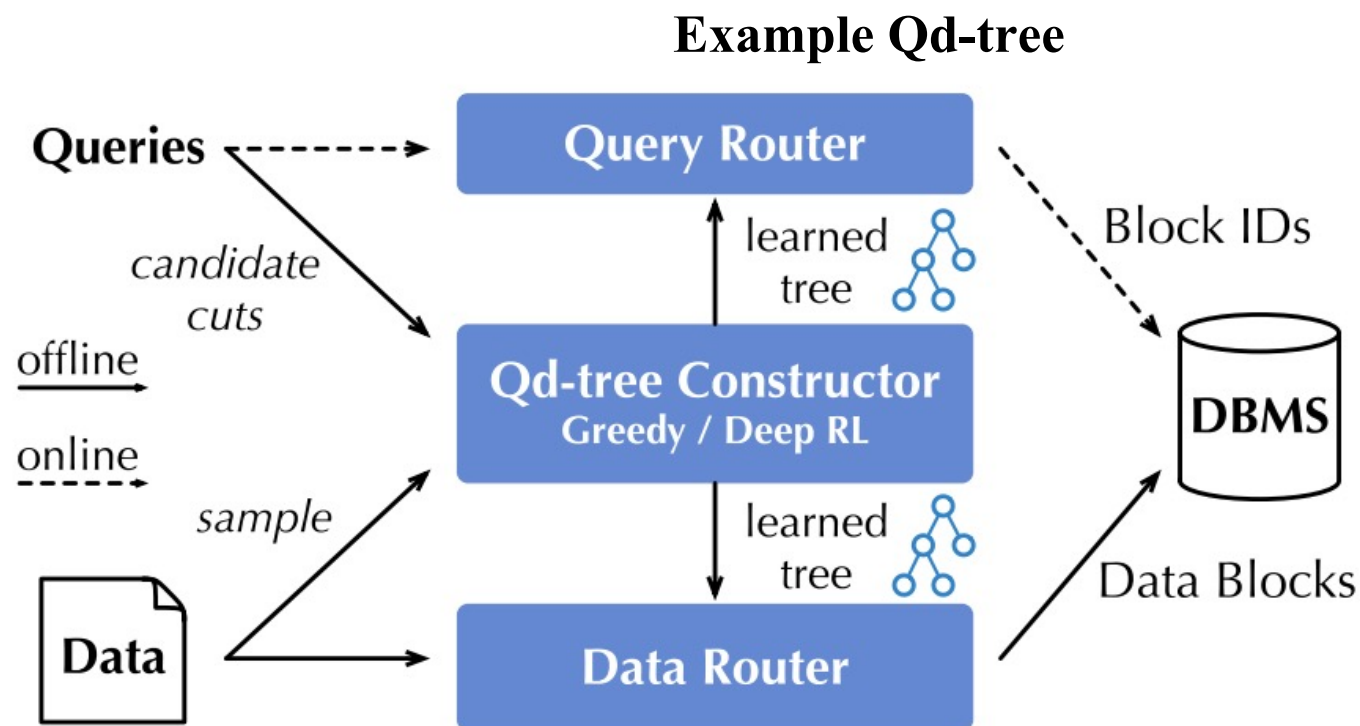 Example Qd-tree
Queries
Query Router
candidate
cuts
learned
tree
Block IDs
offline
online
Qd-tree Constructor
Greedy / Deep RL
DBMS
sample
learned
tree
Data Blocks
Data
Data Router